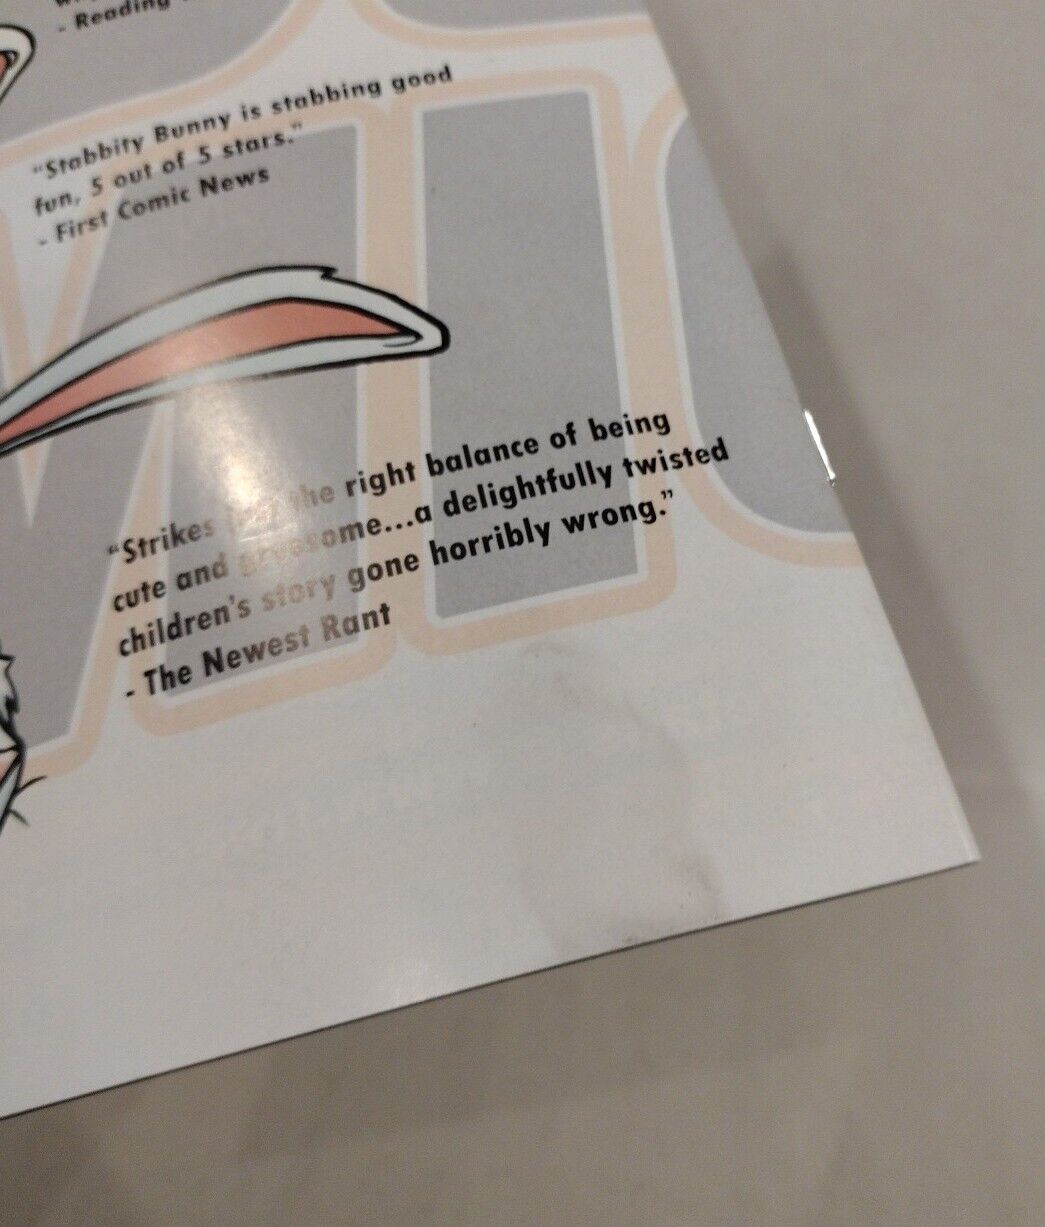 - Reading
"Stabbity Bunny is stabbing good
fun, 5 out of 5 stars."
- First Comic News
"Strikes the right balance of being
cute and gruesome...a delightfully twisted
children's story gone horribly wrong."
- The Newest Rant